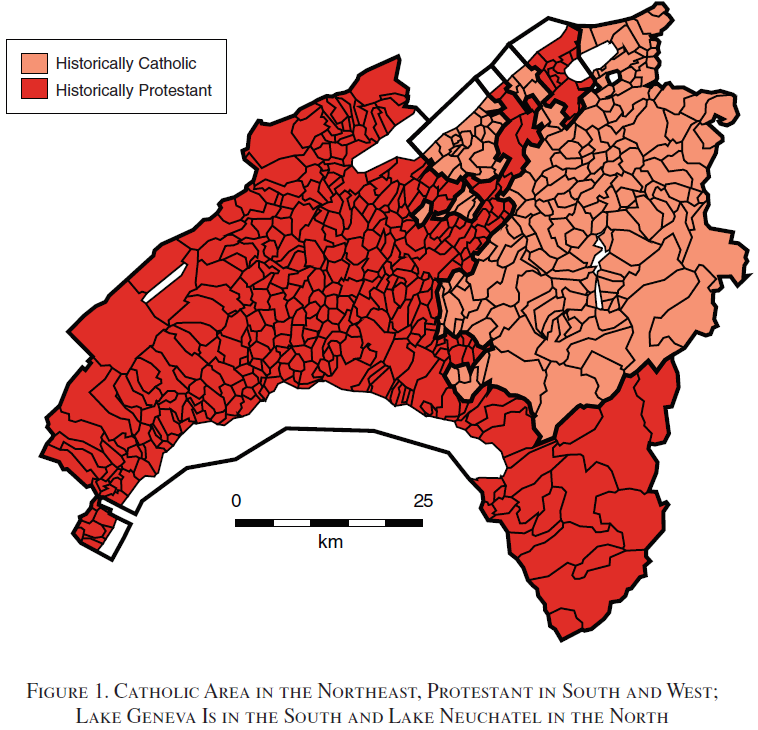 Historically Catholic
Historically Protestant
0 25
km
FIGURE 1. CATHOLIC AREA IN THE NORTHEAST, PROTESTANT IN SOUTH AND WEST;
LAKE GENEVA IS IN THE SOUTH AND LAKE NEUCHATEL IN THE NORTH